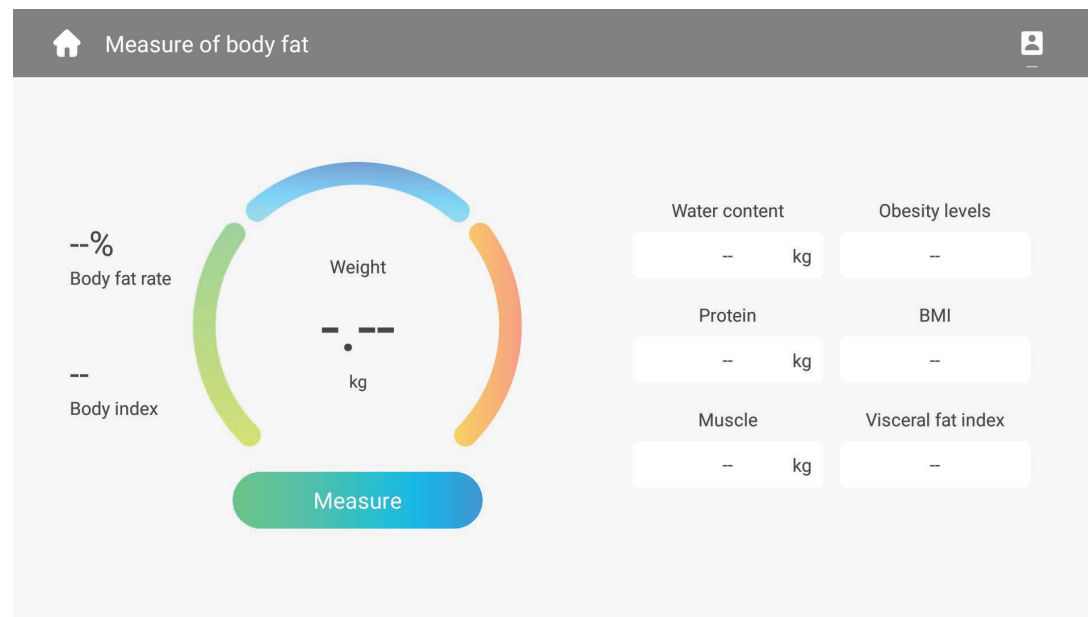 Measure of body fat
--%
Body fat rate
--
Body index
Weight
-.--
kg
Measure
Water content
-- kg
Obesity levels
--
Protein
-- kg
BMI
--
Muscle
-- kg
Visceral fat index
--